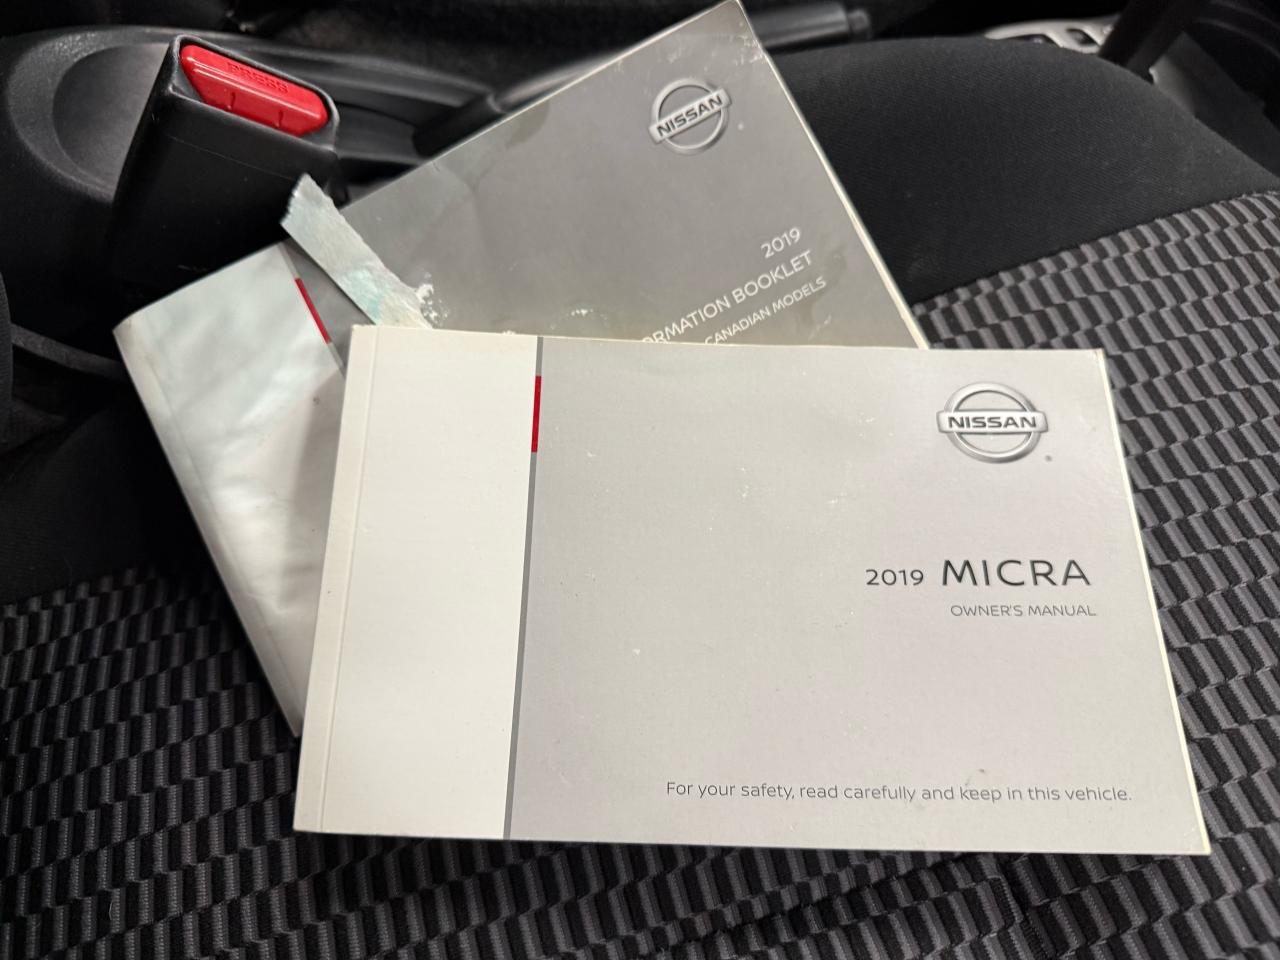 PRESS
NISSAN
2019
ORMATION BOOKLET
CANADIAN MODELS
NISSAN
2019 MICRA
OWNER'S MANUAL
For your safety, read carefully and keep in this vehicle.